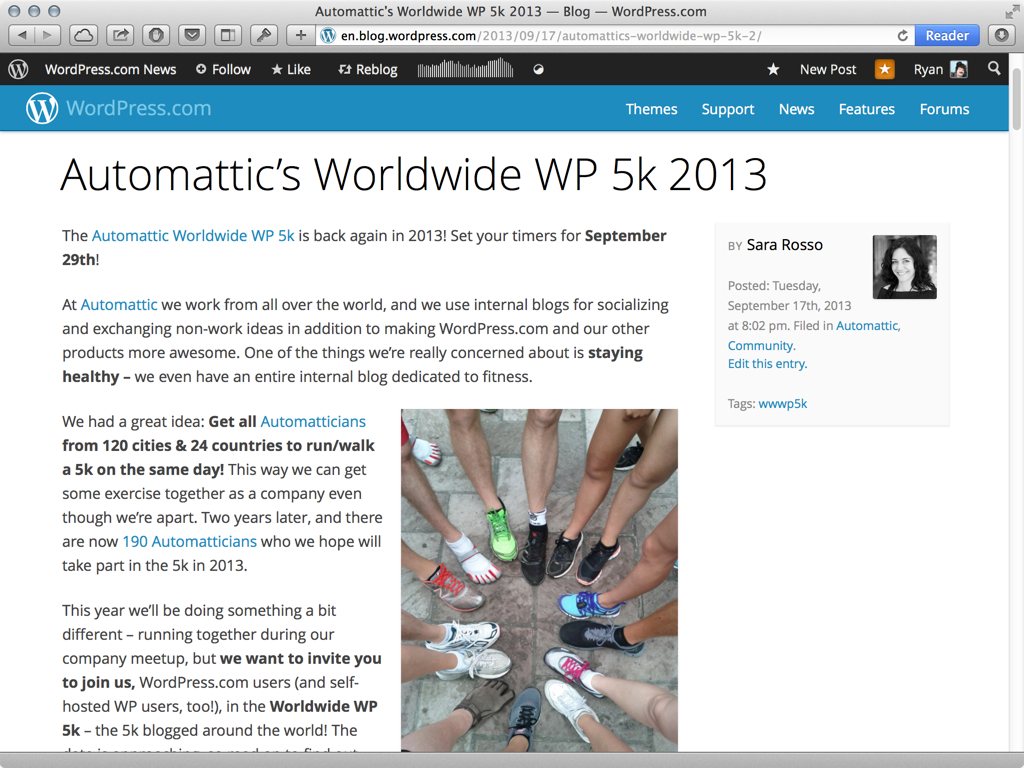 Automattic's Worldwide WP 5k 2013 — Blog — WordPress.com
en.blog.wordpress.com/2013/09/17/automattics-worldwide-wp-5k-2/
Reader
WordPress.com News
Follow
Like
Reblog
New Post
Ryan
WordPress.com
Themes
Support
News
Features
Forums
Automattic’s Worldwide WP 5k 2013
The Automattic Worldwide WP 5k is back again in 2013! Set your timers for September
29th!
At Automattic we work from all over the world, and we use internal blogs for socializing
and exchanging non-work ideas in addition to making WordPress.com and our other
products more awesome. One of the things we’re really concerned about is staying
healthy – we even have an entire internal blog dedicated to fitness.
We had a great idea: Get all Automatticians
from 120 cities & 24 countries to run/walk
a 5k on the same day! This way we can get
some exercise together as a company even
though we’re apart. Two years later, and there
are now 190 Automatticians who we hope will
take part in the 5k in 2013.
This year we’ll be doing something a bit
different – running together during our
company meetup, but we want to invite you
to join us, WordPress.com users (and self-
hosted WP users, too!), in the Worldwide WP
5k – the 5k blogged around the world! The
BY Sara Rosso
Posted: Tuesday,
September 17th, 2013
at 8:02 pm. Filed in Automattic,
Community.
Edit this entry.
Tags: wwwp5k